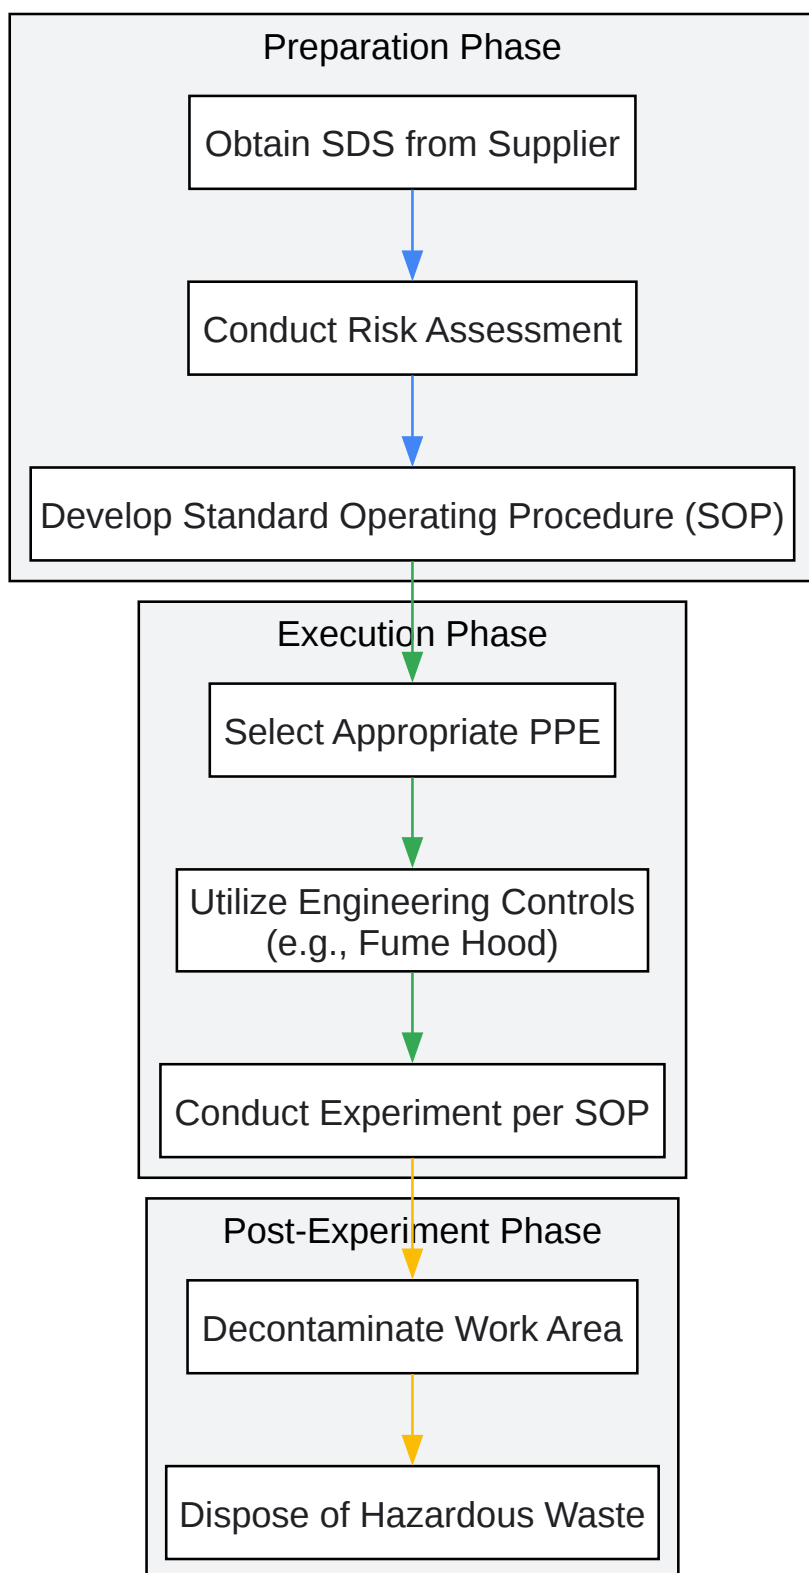 Preparation Phase
Obtain SDS from Supplier
Conduct Risk Assessment
Develop Standard Operating Procedure (SOP)
Execution Phase
Select Appropriate PPE
Utilize Engineering Controls
(e.g., Fume Hood)
Conduct Experiment per SOP
Post-Experiment Phase
Decontaminate Work Area
Dispose of Hazardous Waste